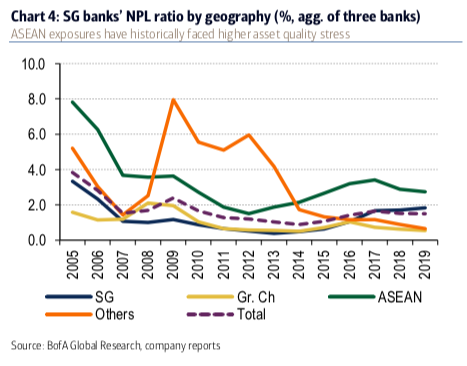 Chart 4: SG banks' NPL ratio by geography (%, agg. of three banks)
ASEAN exposures have historically faced higher asset quality stress
10.0
8.0
6.0
4.0
2.0
0.0
2005 2006 2007 2008 2009 2010 2011 2012 2013 2014 2015 2016 2017 2018 2019
SG Gr. Ch ASEAN
Others Total
Source: BofA Global Research, company reports